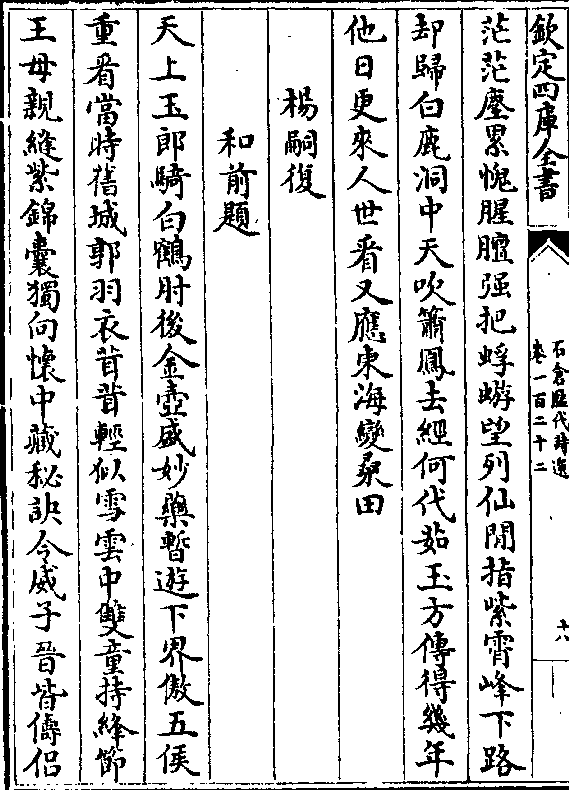 欽定四庫全書
石倉歷代詩選
卷一百二十二
十八
茫茫塵累愧腥膻强把蜉蝣望列仙閒指紫霄峰下路
却歸白鹿洞中天吹簫鳳去經何代茹玉方傳得幾年
他日更來人世看又應東海變桑田
楊嗣復
和前題
天上玉郎騎白鶴肘後金壺盛妙藥暫遊下界傲五侯
重看當時舊城郭羽衣茸茸輕似雪雲中雙童持絳節
王母親縫紫錦囊獨向懷中藏秘訣令威子晉皆儔侣